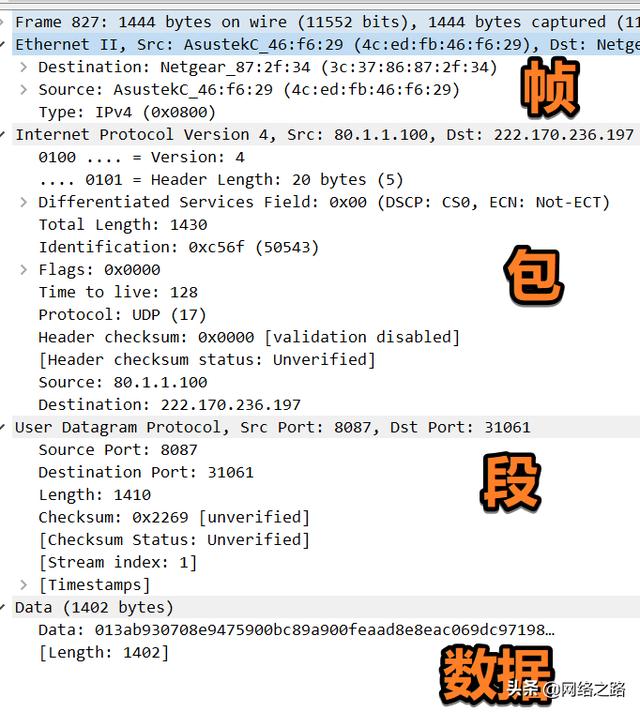 Frame 827: 1444 bytes on wire (11552 bits), 1444 bytes captured (11
Ethernet II, Src: AsustekC_46:f6:29 (4c:ed:fb:46:f6:29), Dst: Netge
Destination: Netgear_87:2f:34 (3c:37:86:87:2f:34)
Source: AsustekC_46:f6:29 (4c:ed:fb:46:f6:29)
帧
Type: IPv4 (0x0800)
Internet Protocol Version 4, Src: 80.1.1.100, Dst: 222.170.236.197
0100 .... = Version: 4
.... 0101 = Header Length: 20 bytes (5)
Differentiated Services Field: 0x00 (DSCP: CS0, ECN: Not-ECT)
Total Length: 1430
Identification: 0xc56f (50543)
Flags: 0x0000
包
Time to live: 128
Protocol: UDP (17)
Header checksum: 0x0000 [validation disabled]
[Header checksum status: Unverified]
Source: 80.1.1.100
Destination: 222.170.236.197
User Datagram Protocol, Src Port: 8087, Dst Port: 31061
Source Port: 8087
Destination Port: 31061
段
Length: 1410
Checksum: 0x2269 [unverified]
[Checksum Status: Unverified]
[Stream index: 1]
[Timestamps]
Data (1402 bytes)
Data: 013ab930708e9475900bc89a900feaad8e8eac069dc97198…
[Length: 1402]
数据
头条 @网络之路